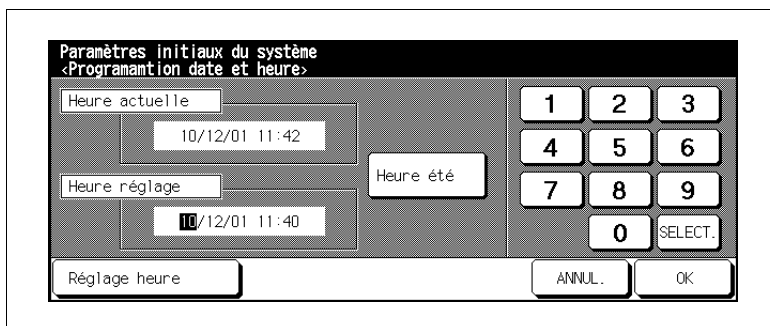 Paramètres initiaux du système
<Programamtion date et heure>
Heure actuelle
10/12/01 11:42
Heure réglage
10/12/01 11:40
Heure été
1 2 3
4 5 6
7 8 9
0 SELECT.
Réglage heure
ANNUL. OK